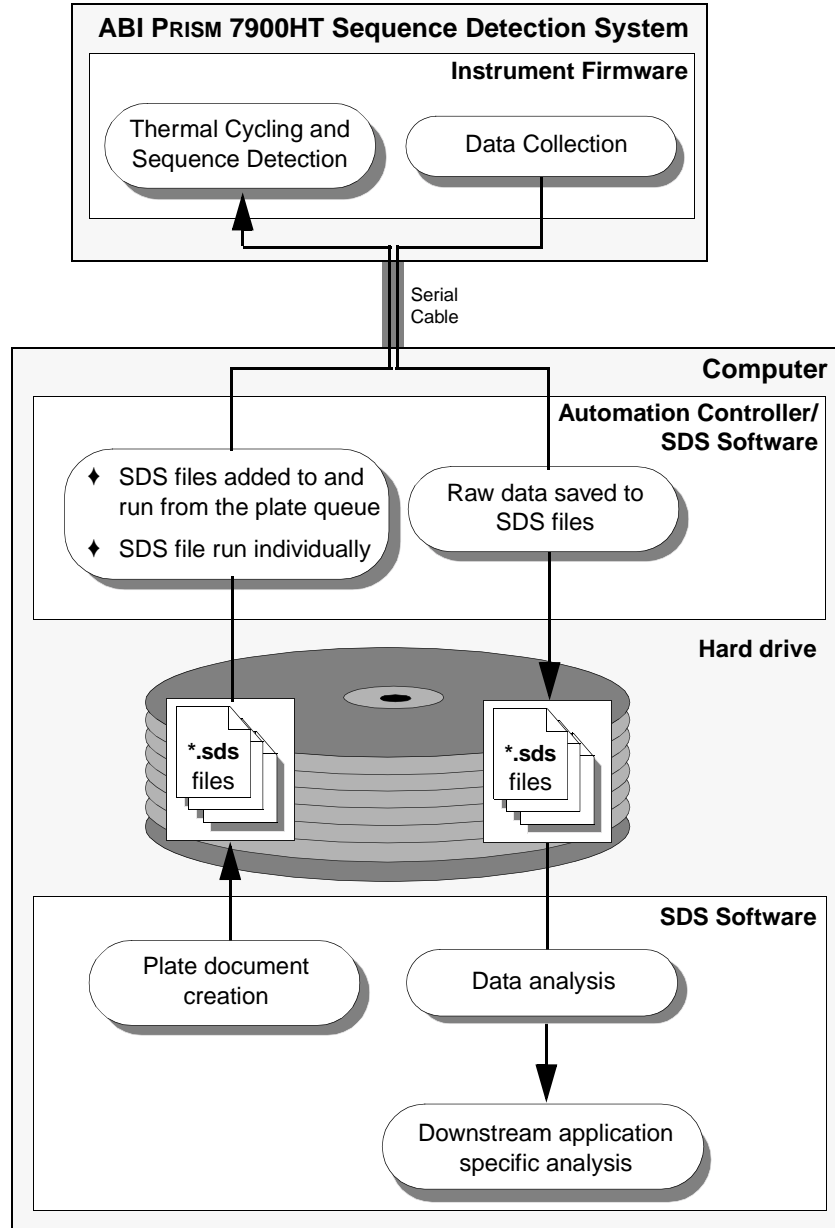 ABI PRISM 7900HT Sequence Detection System
Instrument Firmware
Thermal Cycling and
Sequence Detection
Data Collection
Serial
Cable
Computer
Automation Controller/
SDS Software
♦ SDS files added to and
run from the plate queue
♦ SDS file run individually
Raw data saved to
SDS files
Hard drive
*.sds
files
*.sds
files
SDS Software
Plate document
creation
Data analysis
Downstream application
specific analysis